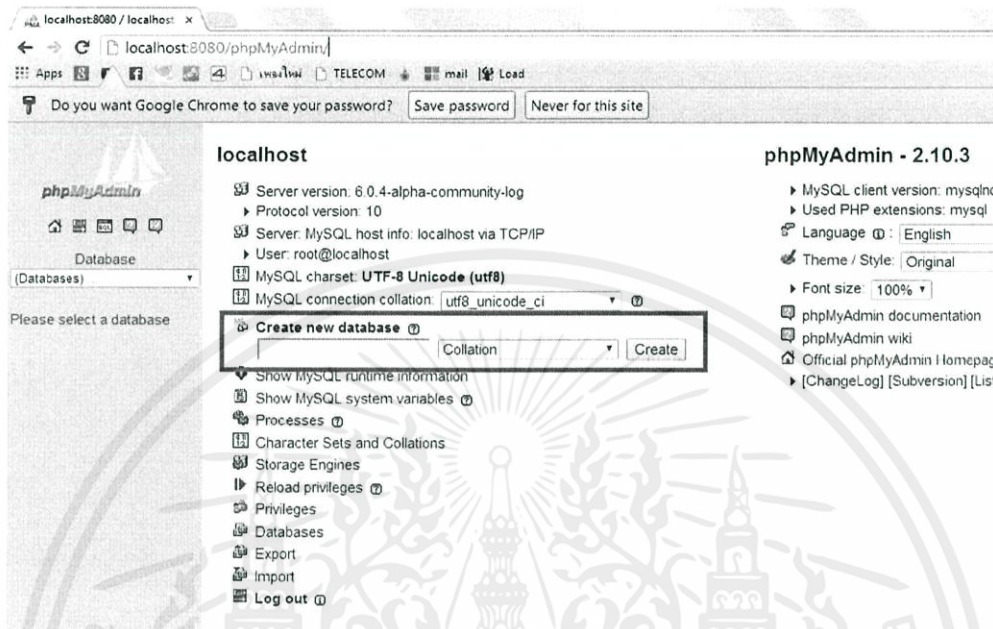 localhost:8080 / localhost ×
localhost:8080/phpMyAdmin/
Apps TELECOM mail Load
Do you want Google Chrome to save your password? Save password Never for this site
phpMyAdmin
Database
(Databases)
Please select a database
localhost
Server version: 6.0.4-alpha-community-log
Protocol version: 10
Server: MySQL host info: localhost via TCP/IP
User: root@localhost
MySQL charset: UTF-8 Unicode (utf8)
MySQL connection collation: utf8_unicode_ci
Create new database
Collation Create
Show MySQL runtime information
Show MySQL system variables
Processes
Character Sets and Collations
Storage Engines
Reload privileges
Privileges
Databases
Export
Import
Log out
phpMyAdmin - 2.10.3
MySQL client version: mysqlnd
Used PHP extensions: mysql
Language : English
Theme / Style: Original
Font size: 100%
phpMyAdmin documentation
phpMyAdmin wiki
Official phpMyAdmin Homepag
[ChangeLog] [Subversion] [Lis